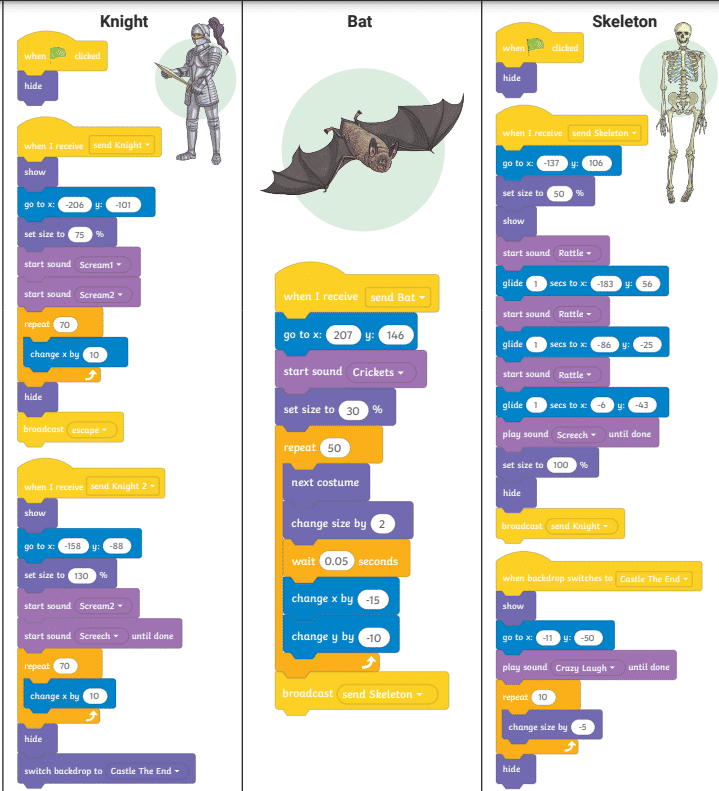 Knight
when clicked
hide
when I receive send Knight
show
go to x: -206 y: -101
set size to 75 %
start sound Scream1
start sound Scream2
repeat 70
change x by 10
hide
broadcast escape
when I receive send Knight 2
show
go to x: -158 y: -88
set size to 130 %
start sound Scream2
start sound Screech until done
repeat 70
change x by 10
hide
switch backdrop to Castle The End
Bat
when I receive send Bat
go to x: 207 y: 146
start sound Crickets
set size to 30 %
repeat 50
next costume
change size by 2
wait 0.05 seconds
change x by -15
change y by -10
broadcast send Skeleton
Skeleton
when clicked
hide
when I receive send Skeleton
go to x: -137 y: 106
set size to 50 %
show
start sound Rattle
glide 1 secs to x: -183 y: 56
start sound Rattle
glide 1 secs to x: -86 y: -25
start sound Rattle
glide 1 secs to x: -6 y: -43
play sound Screech until done
set size to 100 %
hide
broadcast send Knight
when backdrop switches to Castle The End
show
go to x: -11 y: -50
play sound Crazy Laugh until done
repeat 10
change size by -5
hide